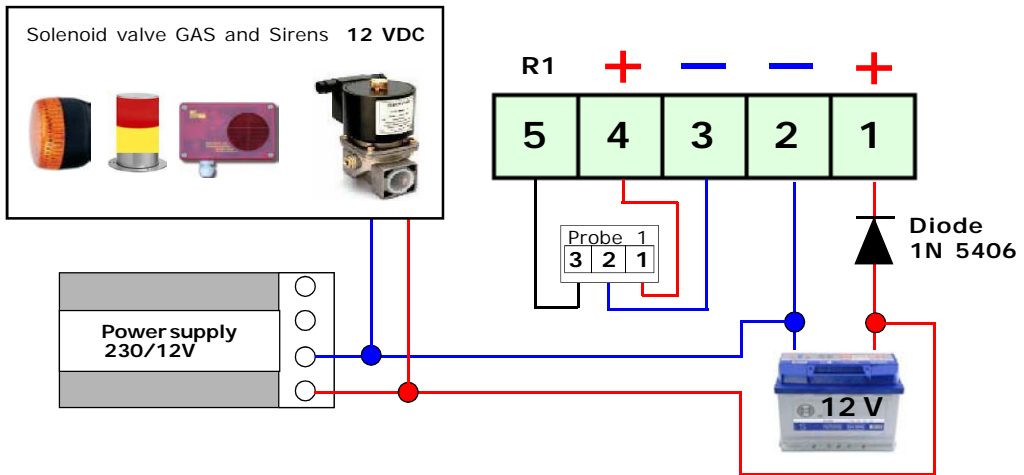 Solenoid valve GAS and Sirens 12 VDC
R1 + — — +
5 4 3 2 1
Diode
1N 5406
Probe 1
3 2 1
Power supply
230/12V
12 V